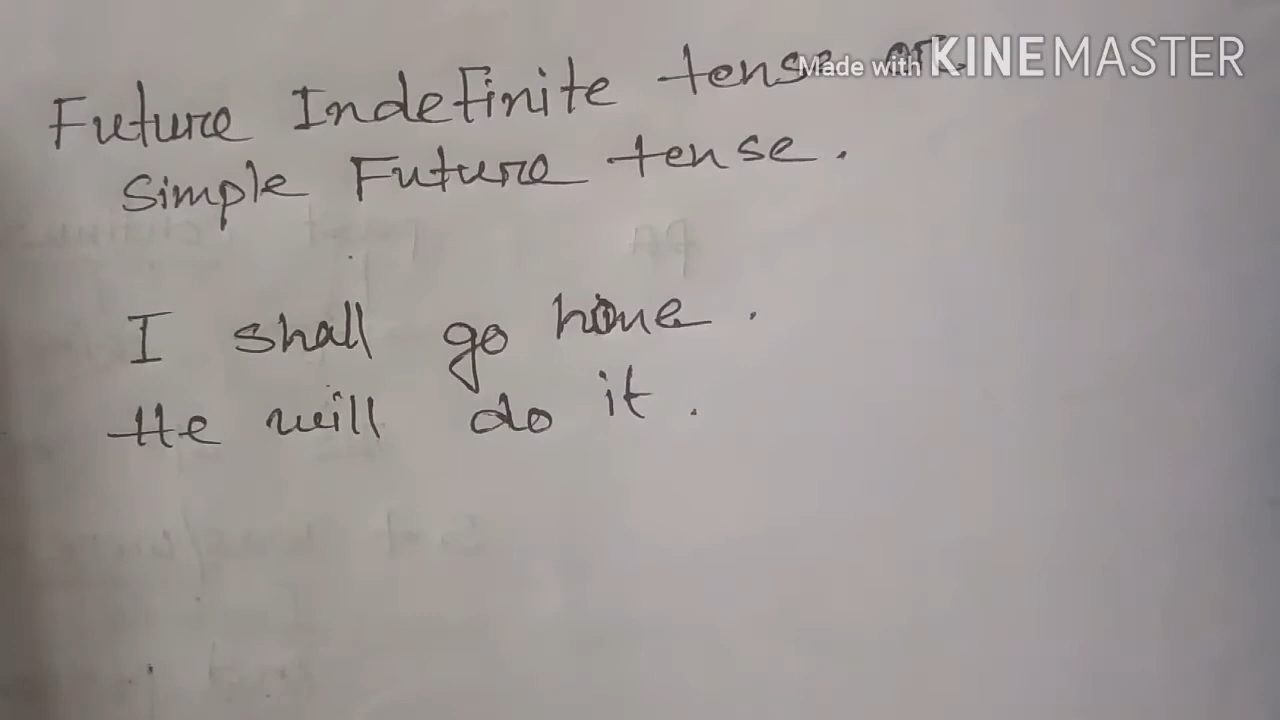 Future Indefinite tense or
Made with KINEMASTER
Simple Future tense.
I shall go home.
He will do it.